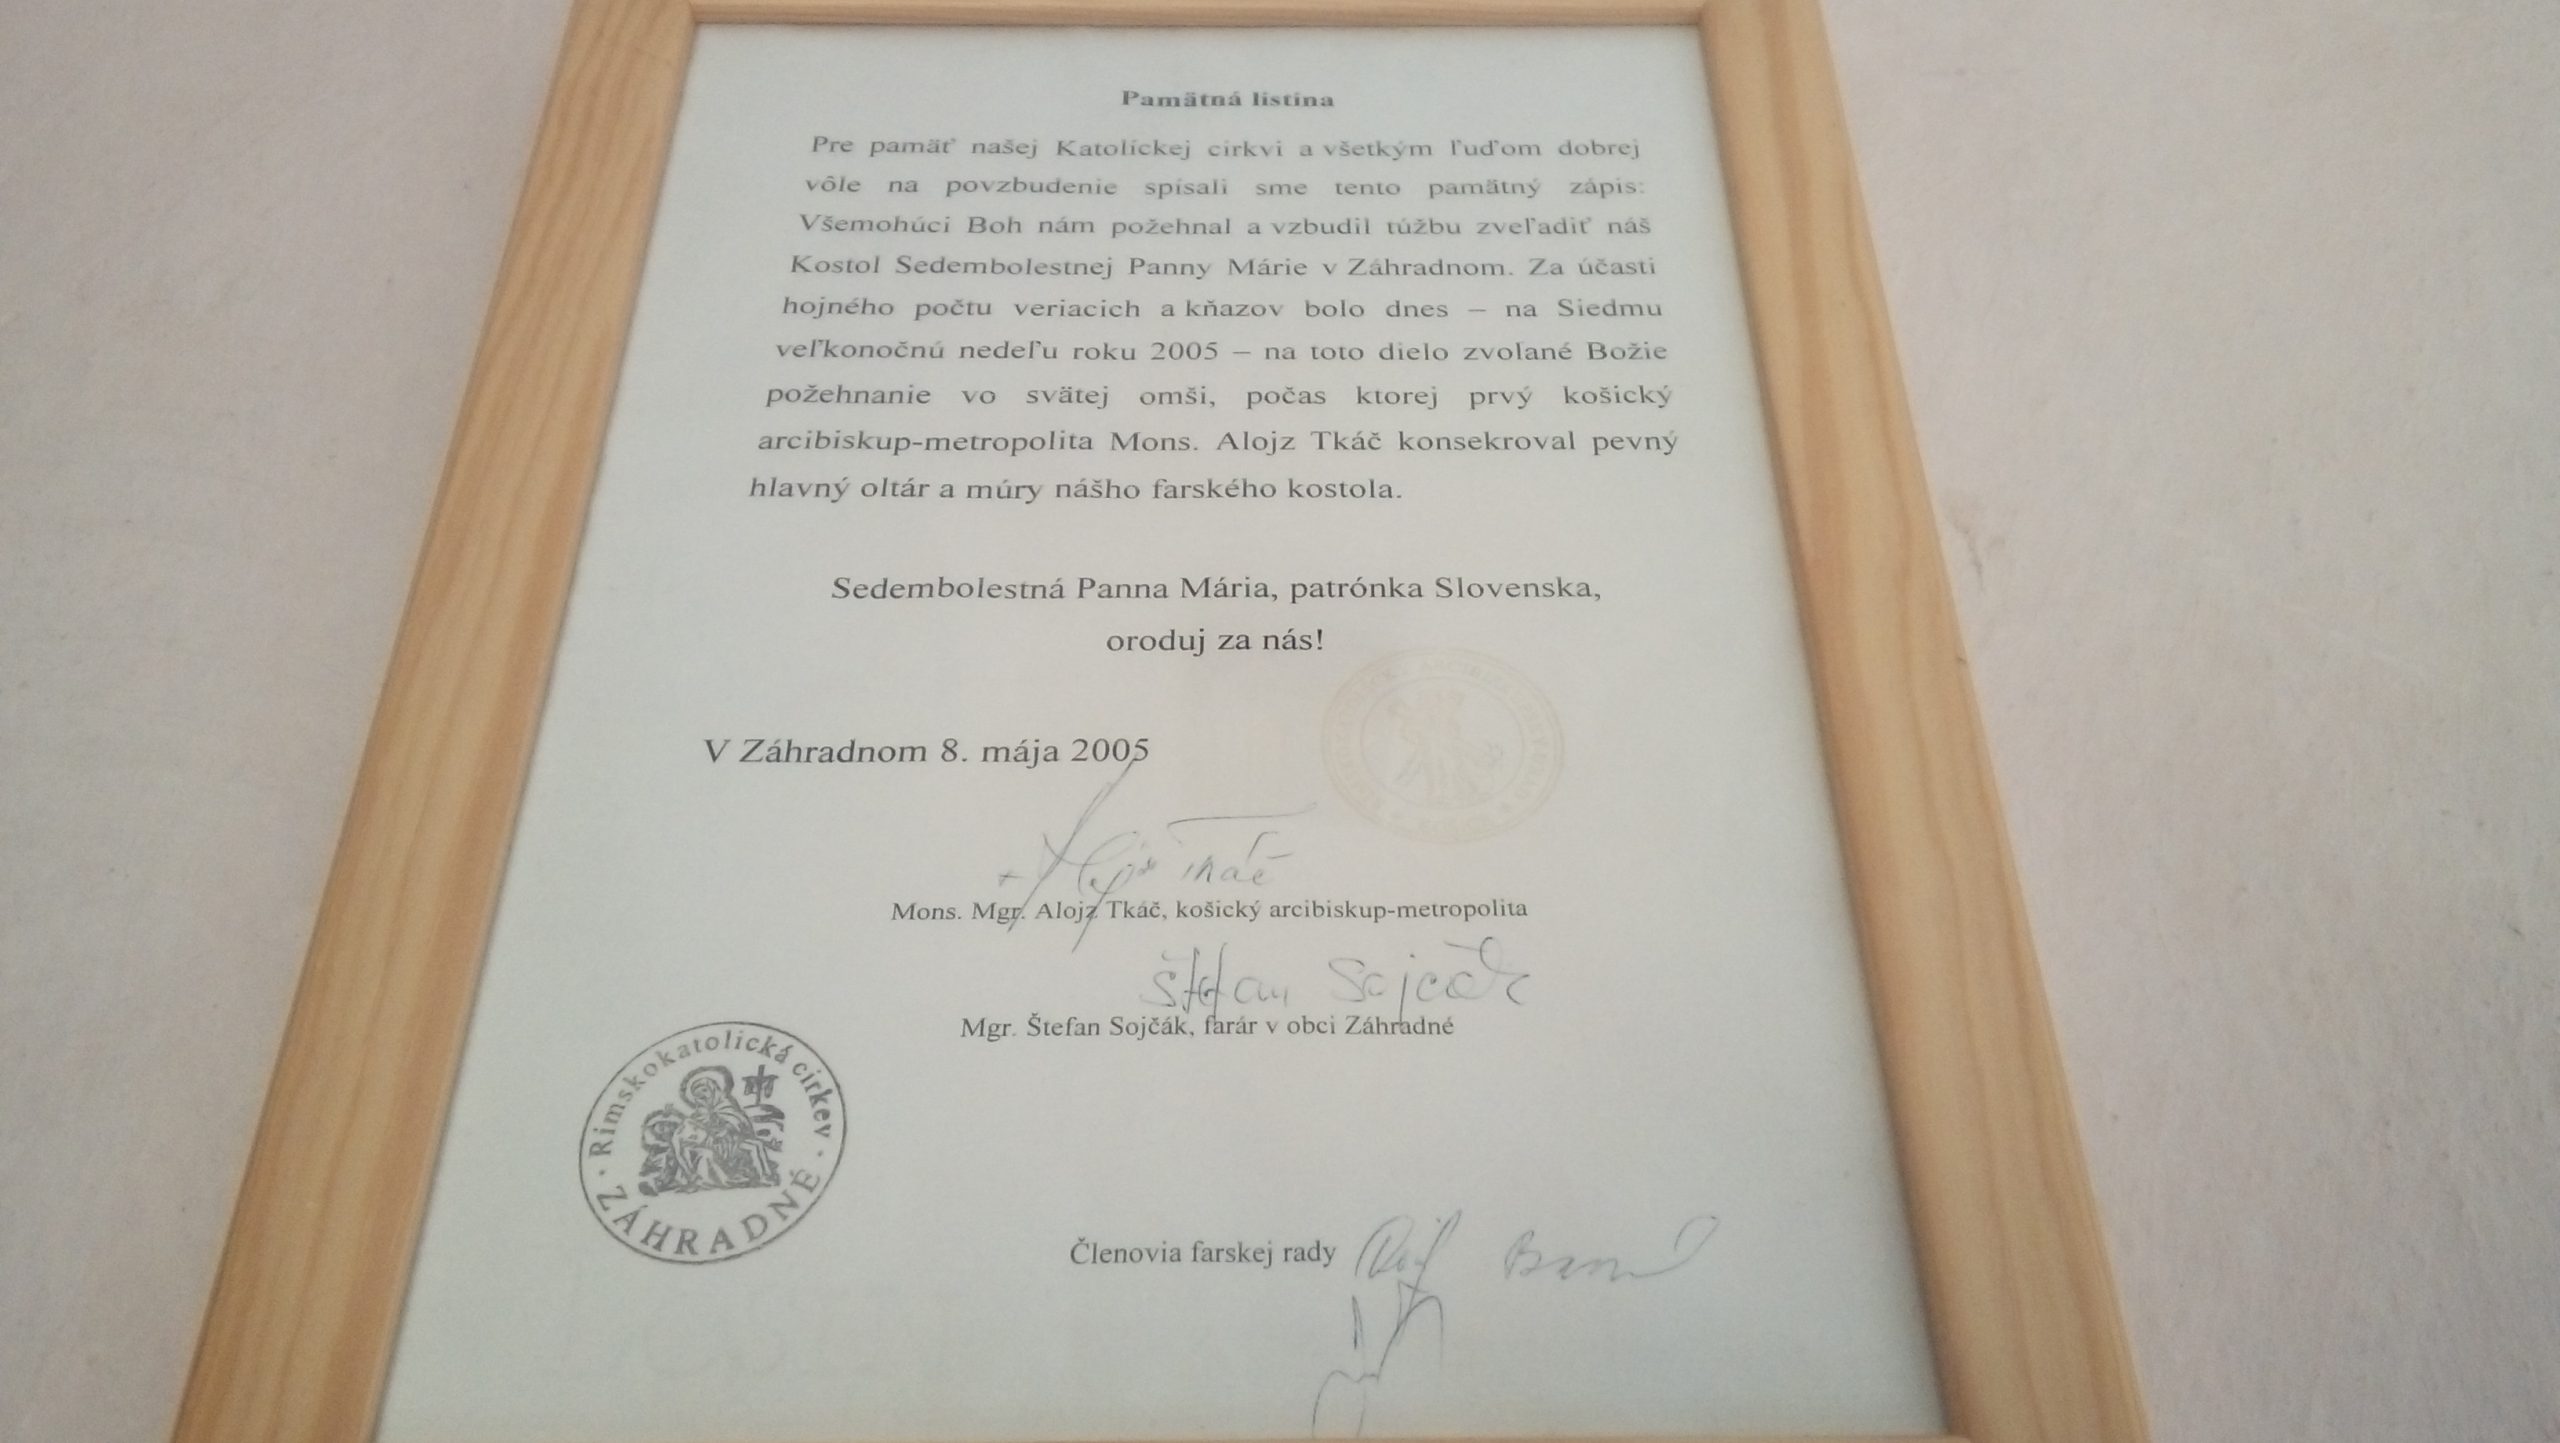 Pamätná listina
Pre pamäť našej Katolíckej cirkvi a všetkým ľuďom dobrej
vôle na povzbudenie spísali sme tento pamätný zápis:
Všemohúci Boh nám požehnal a vzbudil túžbu zveľadiť náš
Kostol Sedembolestnej Panny Márie v Záhradnom. Za účasti
hojného počtu veriacich a kňazov bolo dnes – na Siedmu
veľkonočnú nedeľu roku 2005 – na toto dielo zvolané Božie
požehnanie vo svätej omši, počas ktorej prvý košický
arcibiskup-metropolita Mons. Alojz Tkáč konsekroval pevný
hlavný oltár a múry nášho farského kostola.
Sedembolestná Panna Mária, patrónka Slovenska,
oroduj za nás!
V Záhradnom 8. mája 2005
+ Alojz Tkáč
Mons. Mgr. Alojz Tkáč, košický arcibiskup-metropolita
Štefan Sojčák
Mgr. Štefan Sojčák, farár v obci Záhradné
· Rímskokatolícká cirkev ·
ZÁHRADNÉ
Členovia farskej rady